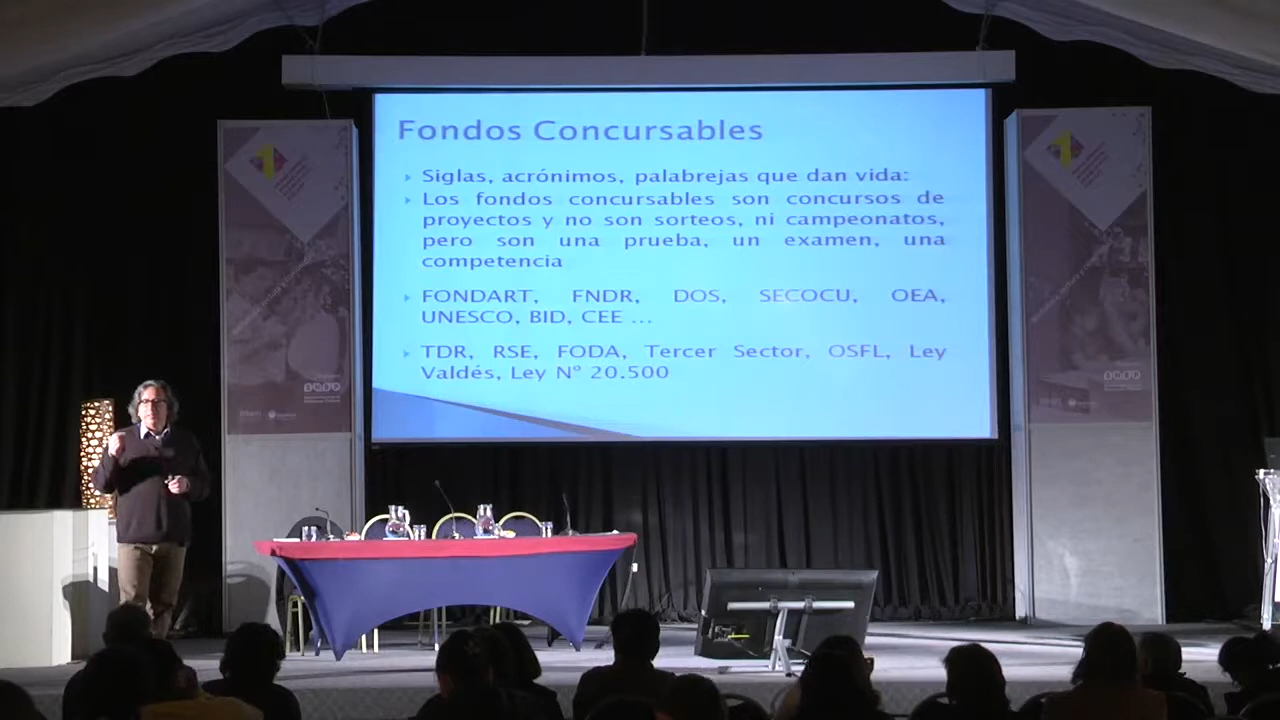 Fondos Concursables
Siglas, acrónimos, palabrejas que dan vida:
Los fondos concursables son concursos de
proyectos y no son sorteos, ni campeonatos,
pero son una prueba, un examen, una
competencia
FONDART, FNDR, DOS, SECOCU, OEA,
UNESCO, BID, CEE ...
TDR, RSE, FODA, Tercer Sector, OSFL, Ley
Valdés, Ley Nº 20.500